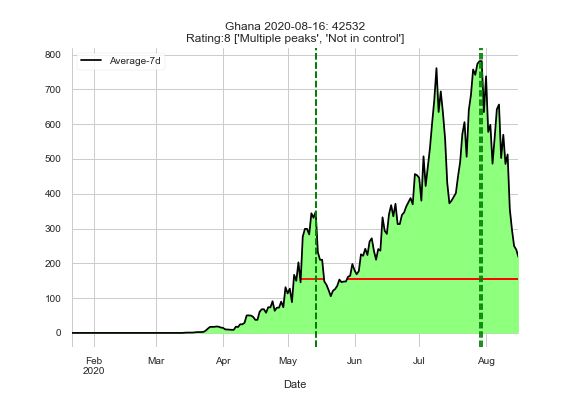 Ghana 2020-08-16: 42532
Rating:8 ['Multiple peaks', 'Not in control']
Average-7d
800
700
600
500
400
300
200
100
0
Feb
2020
Mar
Apr
May
Jun
Jul
Aug
Date